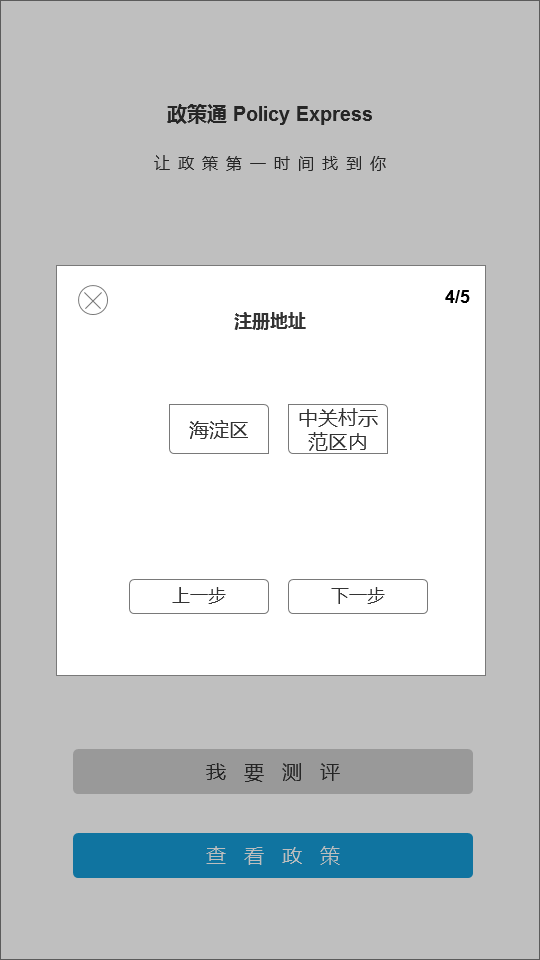 政策通 Policy Express
让政策第一时间找到你
4/5
注册地址
海淀区
中关村示
范区内
上一步
下一步
我要测评
查看政策